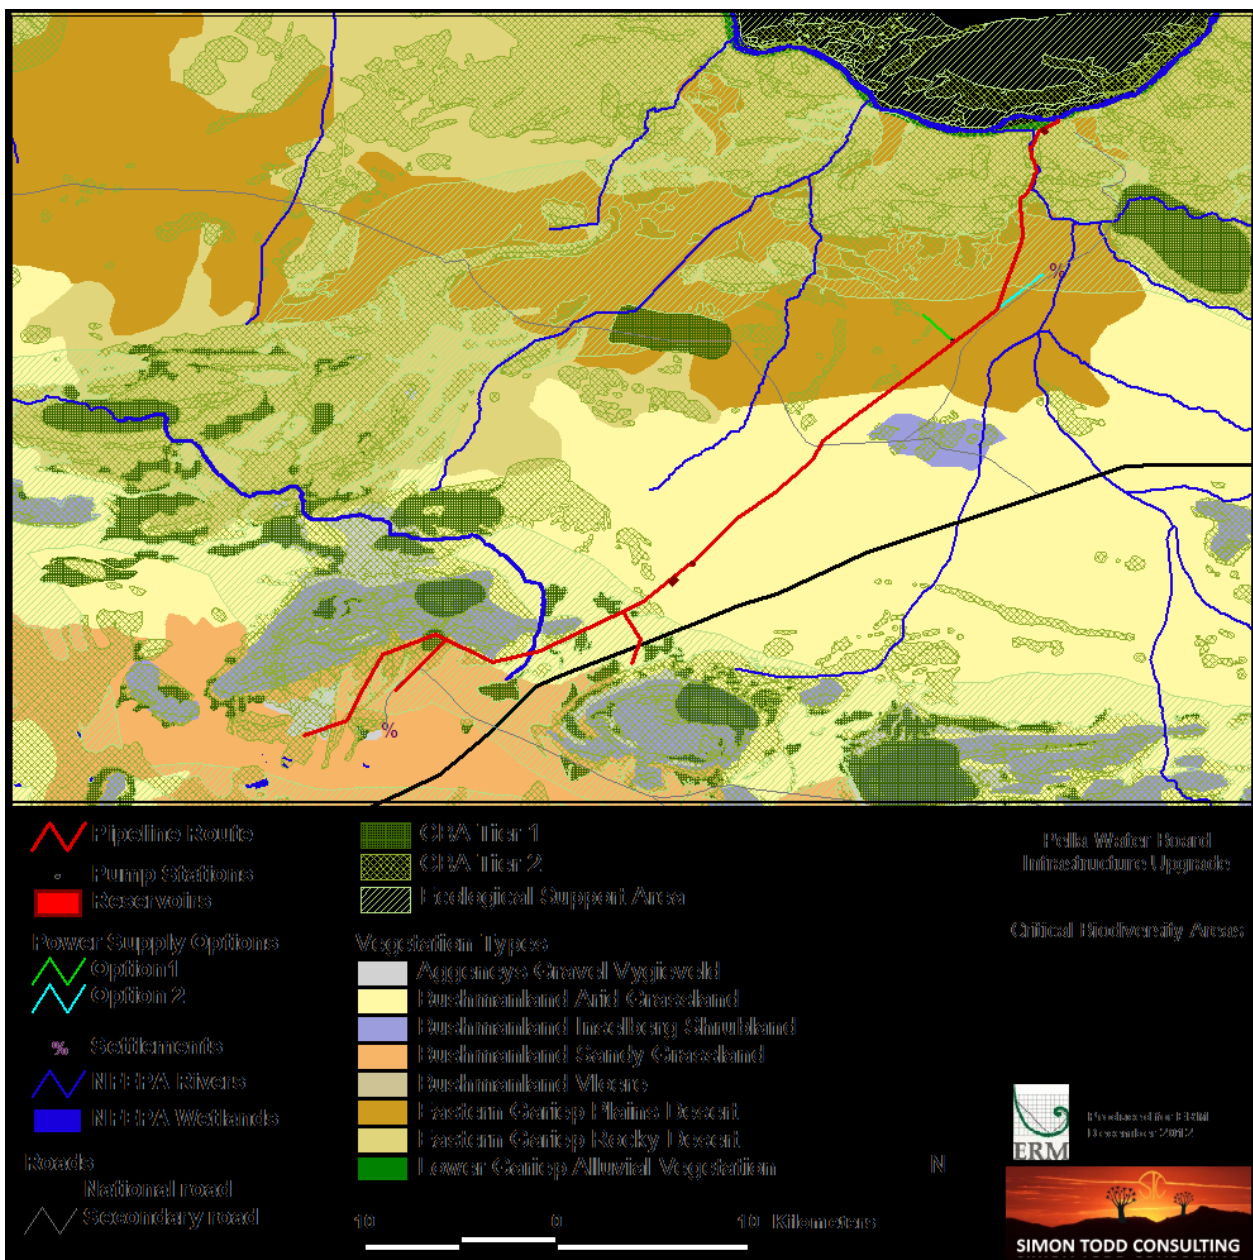 %
%
Pipeline Route
Pump Stations
Reservoirs
Power Supply Options
Option1
Option 2
% Settlements
NFEPA Rivers
NFEPA Wetlands
Roads
National road
Secondary road
CBA Tier 1
CBA Tier 2
Ecological Support Area
Vegetation Types
Aggeneys Gravel Vygieveld
Bushmanland Arid Grassland
Bushmanland Inselberg Shrubland
Bushmanland Sandy Grassland
Bushmanland Vloere
Eastern Gariep Plains Desert
Eastern Gariep Rocky Desert
Lower Gariep Alluvial Vegetation
N
10 0 10 Kilometers
Pella Water Board
Infrastructure Upgrade
Critical Biodiversity Areas
ERM
Produced for ERM
December 2012
SIMON TODD CONSULTING